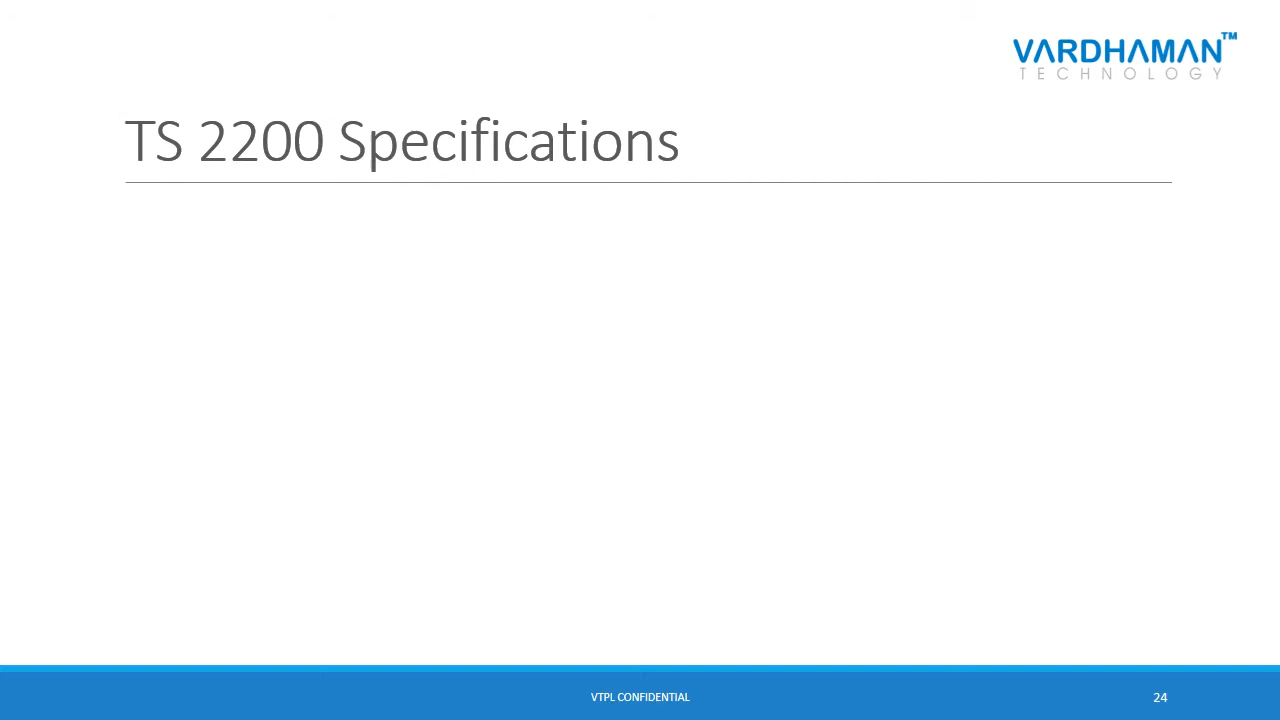 VARDHAMAN™
TECHNOLOGY
TS 2200 Specifications
VTPL CONFIDENTIAL
24